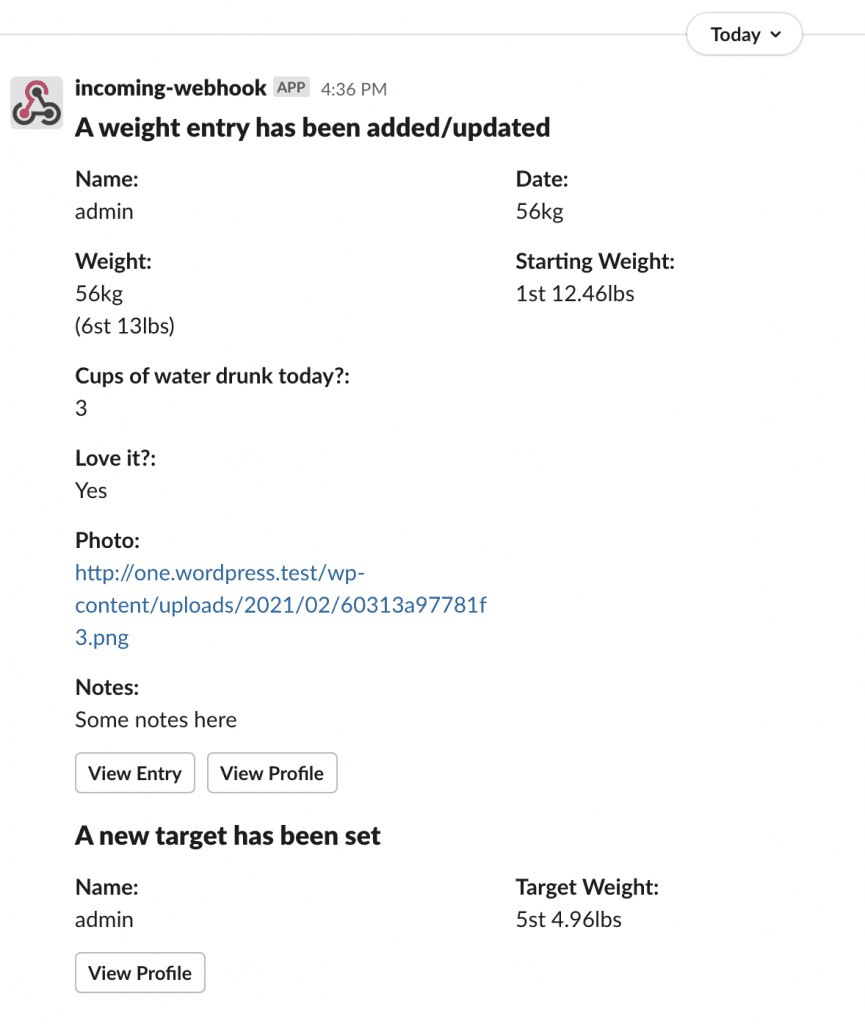 Today
incoming-webhook APP 4:36 PM
A weight entry has been added/updated
Name:
admin
Date:
56kg
Weight:
56kg
(6st 13lbs)
Starting Weight:
1st 12.46lbs
Cups of water drunk today?:
3
Love it?:
Yes
Photo:
http://one.wordpress.test/wp-
content/uploads/2021/02/60313a97781f
3.png
Notes:
Some notes here
View Entry
View Profile
A new target has been set
Name:
admin
Target Weight:
5st 4.96lbs
View Profile